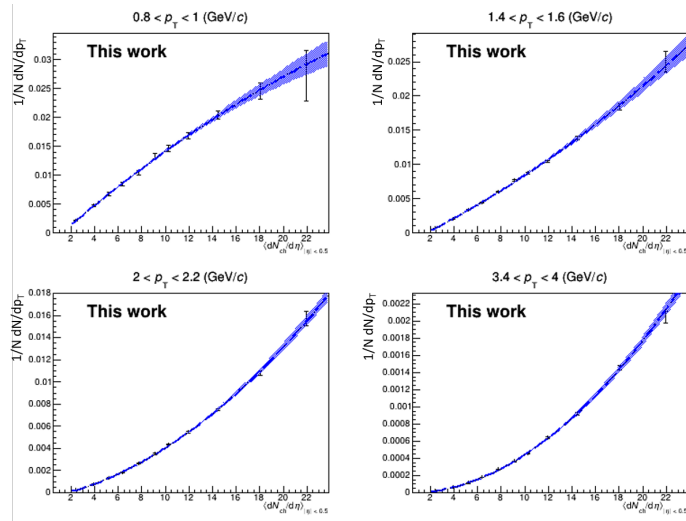 0.8 < p_T < 1 (GeV/c)
1/N dN/dp_T
This work
0.03
0.025
0.02
0.015
0.01
0.005
0
2 4 6 8 10 12 14 16 18 20 22
⟨dN_ch/dη⟩_|η| < 0.5
1.4 < p_T < 1.6 (GeV/c)
1/N dN/dp_T
This work
0.025
0.02
0.015
0.01
0.005
0
2 4 6 8 10 12 14 16 18 20 22
⟨dN_ch/dη⟩_|η| < 0.5
2 < p_T < 2.2 (GeV/c)
1/N dN/dp_T
This work
0.018
0.016
0.014
0.012
0.01
0.008
0.006
0.004
0.002
0
2 4 6 8 10 12 14 16 18 20 22
⟨dN_ch/dη⟩_|η| < 0.5
3.4 < p_T < 4 (GeV/c)
1/N dN/dp_T
This work
0.0022
0.002
0.0018
0.0016
0.0014
0.0012
0.001
0.0008
0.0006
0.0004
0.0002
0
2 4 6 8 10 12 14 16 18 20 22
⟨dN_ch/dη⟩_|η| < 0.5